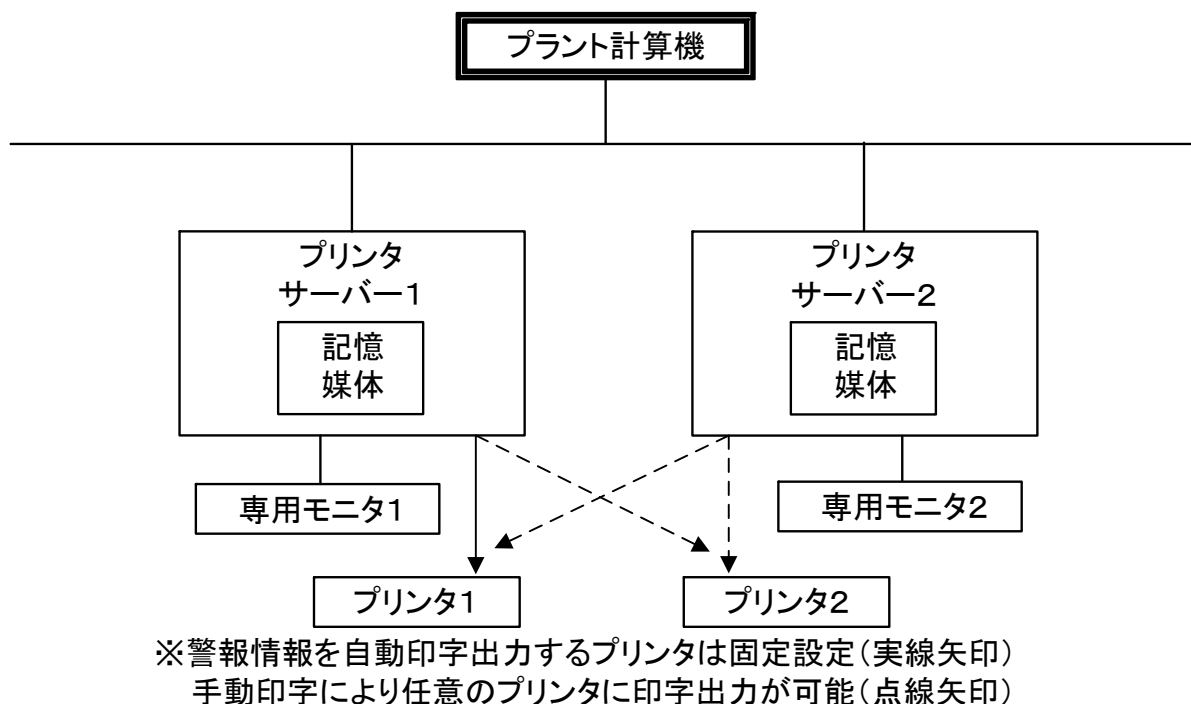 プラント計算機
プリンタ
サーバー１
記憶
媒体
プリンタ
サーバー２
記憶
媒体
専用モニタ１
専用モニタ２
プリンタ１
プリンタ２
※警報情報を自動印字出力するプリンタは固定設定（実線矢印）
手動印字により任意のプリンタに印字出力が可能（点線矢印）